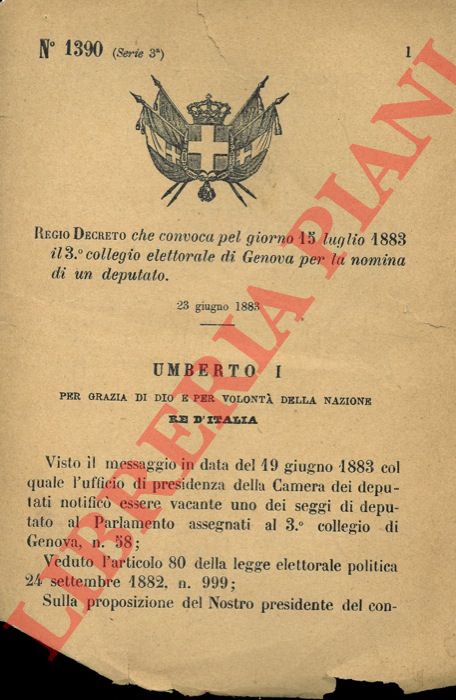 N° 1390 (Serie 3ª)
1
REGIO DECRETO che convoca pel giorno 15 luglio 1883
il 3.° collegio elettorale di Genova per la nomina
di un deputato.
23 giugno 1883
UMBERTO I
PER GRAZIA DI DIO E PER VOLONTÀ DELLA NAZIONE
RE D'ITALIA
Visto il messaggio in data del 19 giugno 1883 col
quale l'ufficio di presidenza della Camera dei depu-
tati notificò essere vacante uno dei seggi di depu-
tato al Parlamento assegnati al 3.° collegio di
Genova, n. 58;
Veduto l'articolo 80 della legge elettorale politica
24 settembre 1882, n. 999;
Sulla proposizione del Nostro presidente del con-
LIBRERIA PIANI